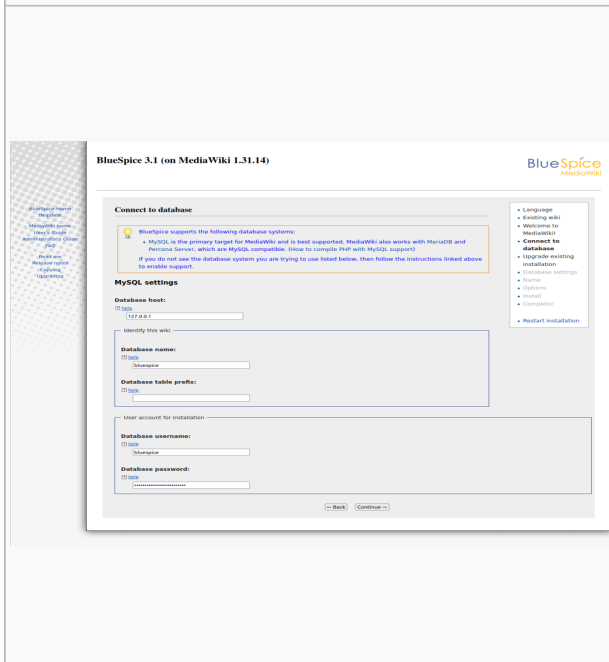 BlueSpice 3.1 (on MediaWiki 1.31.14)
BlueSpice
MediaWiki
BlueSpice Home
Helpdesk
MediaWiki home
User's Guide
Administrators Guide
FAQ
Read me
Release notes
Copying
Upgrading
Connect to database
BlueSpice supports the following database systems:
• MySQL is the primary target for MediaWiki and is best supported. MediaWiki also works with MariaDB and
Percona Server, which are MySQL compatible. (How to compile PHP with MySQL support)
If you do not see the database system you are trying to use listed below, then follow the instructions linked above
to enable support.
MySQL settings
Database host:
help
127.0.0.1
Identify this wiki
Database name:
help
bluespice
Database table prefix:
help
User account for installation
Database username:
help
bluespice
Database password:
help
← Back
Continue →
• Language
• Existing wiki
• Welcome to
MediaWiki!
• Connect to
database
• Upgrade existing
installation
• Database settings
• Name
• Options
• Install
• Complete!
• Restart installation